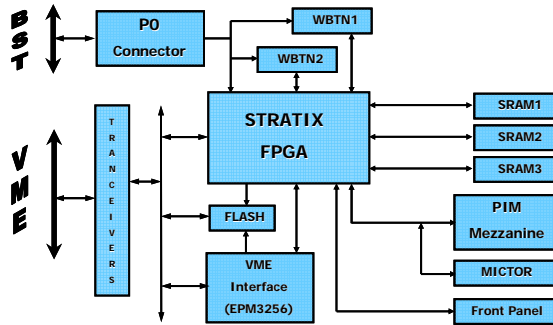 BST
P0
Connector
WBTN1
WBTN2
STRATIX
FPGA
SRAM1
SRAM2
SRAM3
VME
TRANCEIVERS
FLASH
PIM
Mezzanine
VME
Interface
(EPM3256)
MICTOR
Front Panel